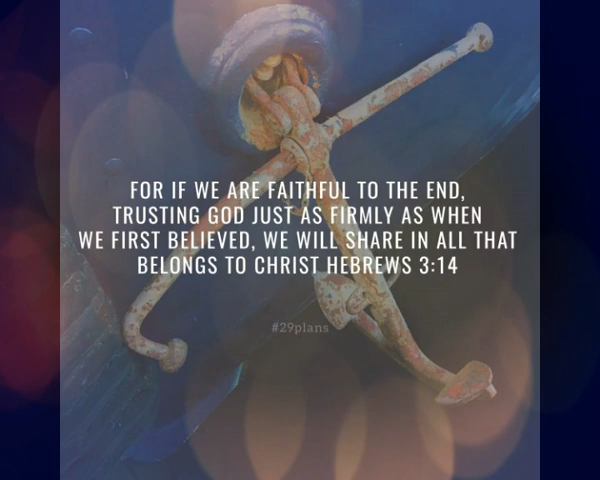 FOR IF WE ARE FAITHFUL TO THE END,
TRUSTING GOD JUST AS FIRMLY AS WHEN
WE FIRST BELIEVED, WE WILL SHARE IN ALL THAT
BELONGS TO CHRIST HEBREWS 3:14
#29plans